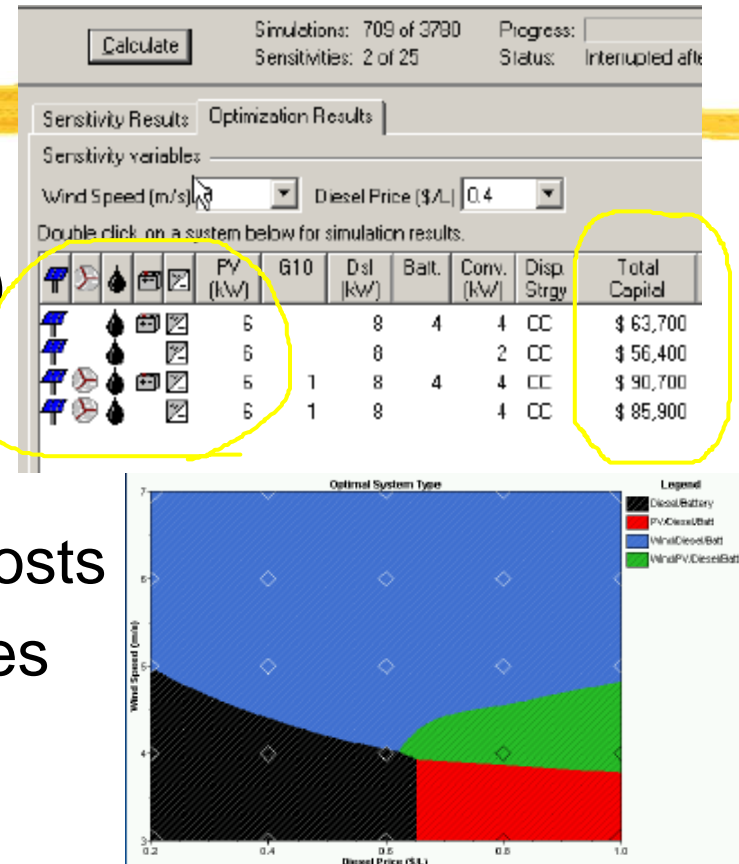 Calculate
Simulations: 709 of 3780 Progress:
Sensitivities: 2 of 25 Status: Interrupted afte
Sensitivity Results Optimization Results
Sensitivity variables
Wind Speed (m/s) Diesel Price ($/L) 0.4
Double click on a system below for simulation results.
PV (kW) G10 Dsl (kW) Batt. Conv. (kW) Disp. Strgy Total Capital
6 8 4 4 CC $ 63,700
6 8 2 CC $ 56,400
6 1 8 4 4 CC $ 90,700
6 1 8 4 CC $ 85,900
)
osts
es
Optimal System Type
Legend
Diesel/Battery
PV/Diesel/Batt
Wind/Diesel/Batt
Wind/PV/Diesel/Batt
Wind Speed (m/s)
7
6
5
4
3
0.2 0.4 0.6 0.8 1.0
Diesel Price ($/L)